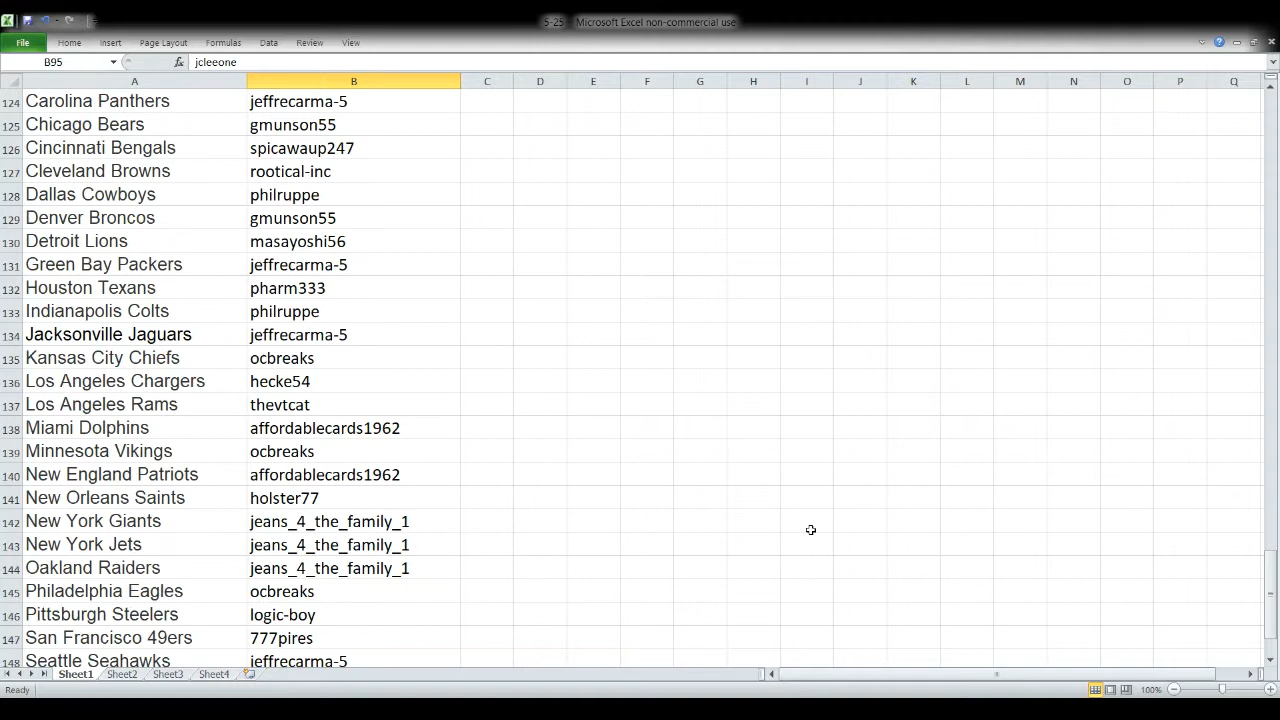 5-25 Microsoft Excel non-commercial use
File Home Insert Page Layout Formulas Data Review View
B95 fx jcleeone
A B C D E F G H I J K L M N O P Q
124 Carolina Panthers jeffrecarma-5
125 Chicago Bears gmunson55
126 Cincinnati Bengals spicawaup247
127 Cleveland Browns rootical-inc
128 Dallas Cowboys philruppe
129 Denver Broncos gmunson55
130 Detroit Lions masayoshi56
131 Green Bay Packers jeffrecarma-5
132 Houston Texans pharm333
133 Indianapolis Colts philruppe
134 Jacksonville Jaguars jeffrecarma-5
135 Kansas City Chiefs ocbreaks
136 Los Angeles Chargers hecke54
137 Los Angeles Rams thevtcat
138 Miami Dolphins affordablecards1962
139 Minnesota Vikings ocbreaks
140 New England Patriots affordablecards1962
141 New Orleans Saints holster77
142 New York Giants jeans_4_the_family_1
143 New York Jets jeans_4_the_family_1
144 Oakland Raiders jeans_4_the_family_1
145 Philadelphia Eagles ocbreaks
146 Pittsburgh Steelers logic-boy
147 San Francisco 49ers 777pires
148 Seattle Seahawks jeffrecarma-5
Sheet1 Sheet2 Sheet3 Sheet4
Ready 100%